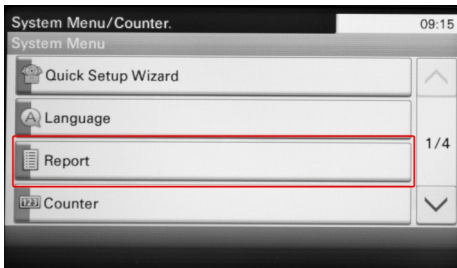 System Menu/Counter.
09:15
System Menu
Quick Setup Wizard
Language
Report
1/4
Counter